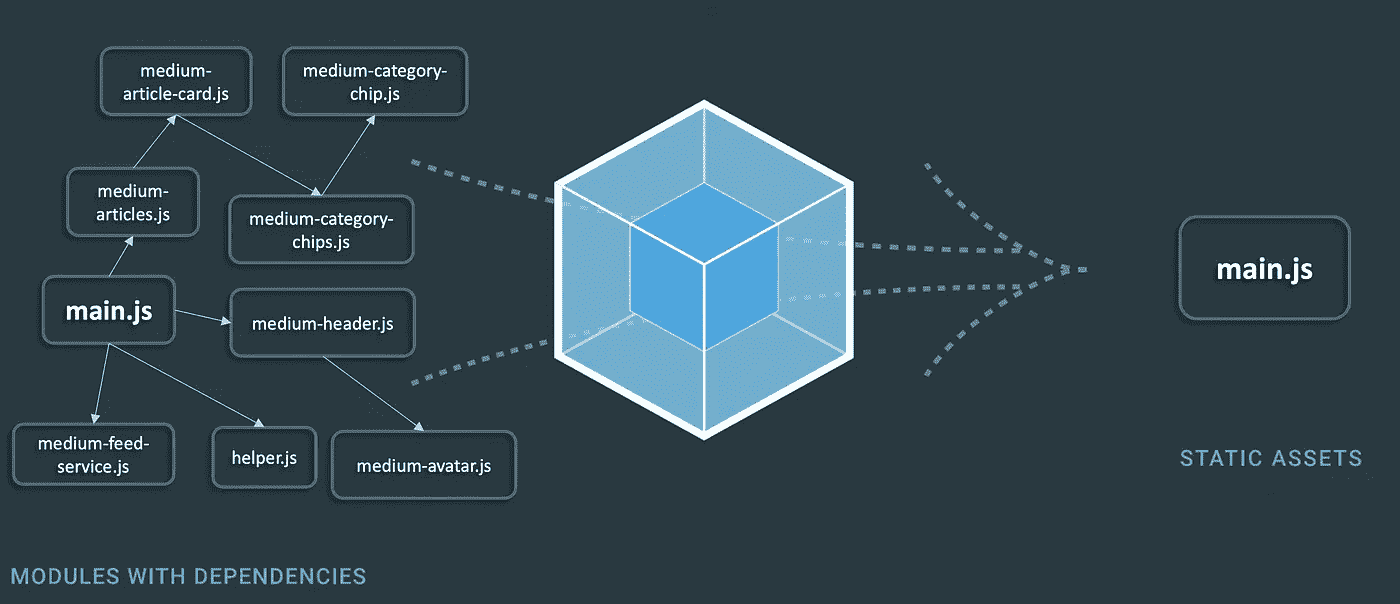 medium-
article-card.js
medium-category-
chip.js
medium-
articles.js
medium-category-
chips.js
main.js
medium-header.js
main.js
medium-feed-
service.js
helper.js
medium-avatar.js
STATIC ASSETS
MODULES WITH DEPENDENCIES